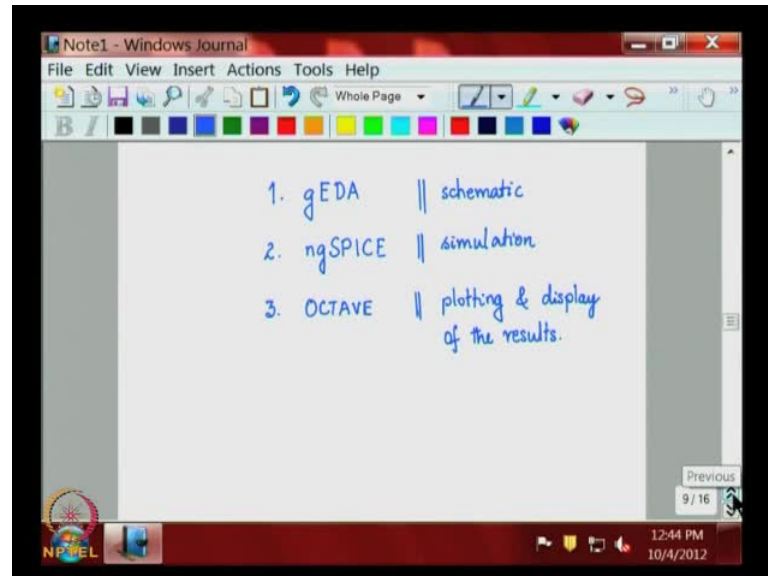 Note1 - Windows Journal
File Edit View Insert Actions Tools Help
Whole Page
B I
1. gEDA || schematic
2. ngSPICE || simulation
3. OCTAVE || plotting & display
of the results.
Previous
9 / 16
NPTEL
12:44 PM
10/4/2012